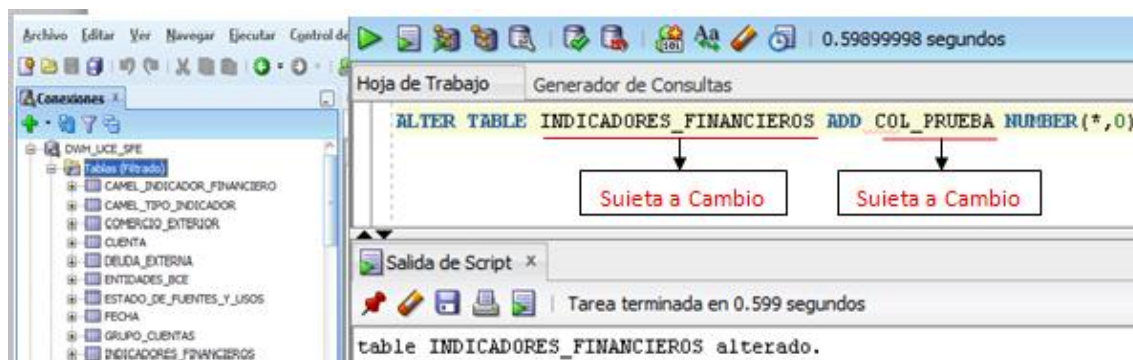 Archivo Editar Ver Navegar Ejecutar Control de
Conexiones
DWH_UCE_SFE
Tablas (Filtrado)
CAMEL_INDICADOR_FINANCIERO
CAMEL_TIPO_INDICADOR
COMERCIO_EXTERIOR
CUENTA
DEUDA_EXTERNA
ENTIDADES_BCE
ESTADO_DE_FUENTES_Y_USOS
FECHA
GRUPO_CUENTAS
INDICADORES_FINANCIEROS
0.59899998 segundos
Hoja de Trabajo Generador de Consultas
ALTER TABLE INDICADORES_FINANCIEROS ADD COL_PRUEBA NUMBER(*,0)
Sujeta a Cambio Sujeta a Cambio
Salida de Script x
Tarea terminada en 0.599 segundos
table INDICADORES_FINANCIEROS alterado.